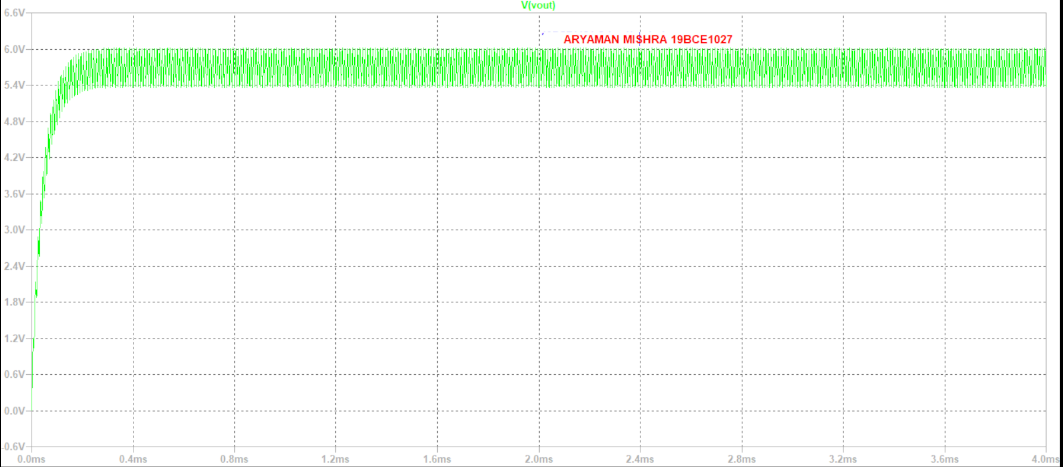 V(vout)
ARYAMAN MISHRA 19BCE1027
6.6V
6.0V
5.4V
4.8V
4.2V
3.6V
3.0V
2.4V
1.8V
1.2V
0.6V
0.0V
-0.6V
0.0ms 0.4ms 0.8ms 1.2ms 1.6ms 2.0ms 2.4ms 2.8ms 3.2ms 3.6ms 4.0ms